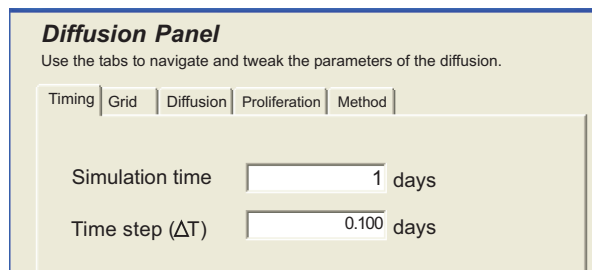 Diffusion Panel
Use the tabs to navigate and tweak the parameters of the diffusion.
Timing Grid Diffusion Proliferation Method
Simulation time 1 days
Time step (ΔT) 0.100 days